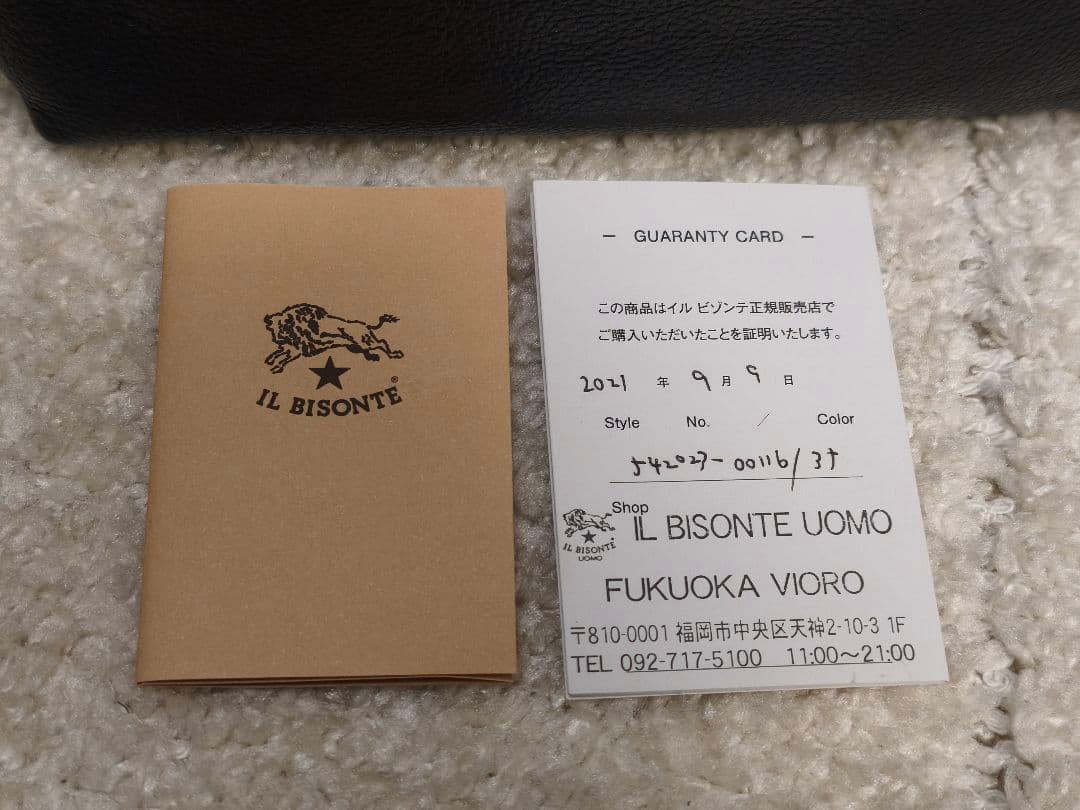 IL BISONTE®
— GUARANTY CARD —
この商品はイル ビゾンテ正規販売店で
ご購入いただいたことを証明いたします。
2021 年 9 月 9 日
Style No. / Color
542027-00116/35
Shop
IL BISONTE UOMO
IL BISONTE
UOMO
FUKUOKA VIORO
〒810-0001 福岡市中央区天神2-10-3 1F
TEL 092-717-5100 11:00～21:00